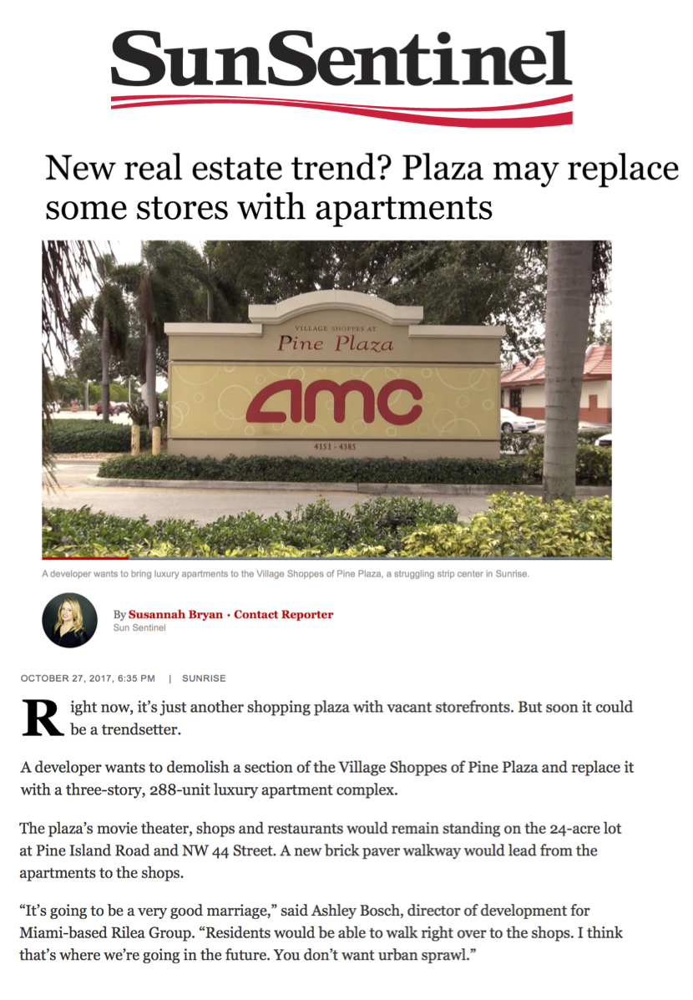 SunSentinel
New real estate trend? Plaza may replace
some stores with apartments
VILLAGE SHOPPES AT
Pine Plaza
amc
4151 - 4385
A developer wants to bring luxury apartments to the Village Shoppes of Pine Plaza, a struggling strip center in Sunrise.
By Susannah Bryan • Contact Reporter
Sun Sentinel
OCTOBER 27, 2017, 6:35 PM | SUNRISE
Right now, it’s just another shopping plaza with vacant storefronts. But soon it could
be a trendsetter.
A developer wants to demolish a section of the Village Shoppes of Pine Plaza and replace it
with a three-story, 288-unit luxury apartment complex.
The plaza’s movie theater, shops and restaurants would remain standing on the 24-acre lot
at Pine Island Road and NW 44 Street. A new brick paver walkway would lead from the
apartments to the shops.
“It’s going to be a very good marriage,” said Ashley Bosch, director of development for
Miami-based Rilea Group. “Residents would be able to walk right over to the shops. I think
that’s where we’re going in the future. You don’t want urban sprawl.”